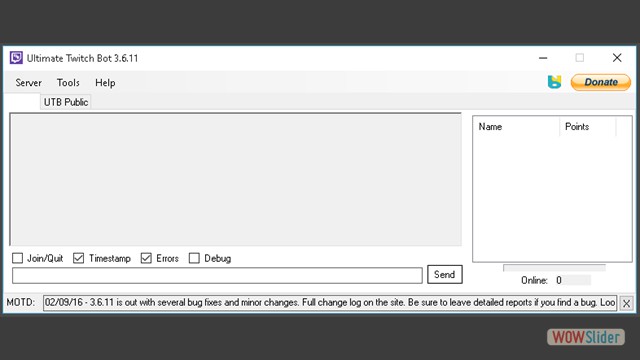 Ultimate Twitch Bot 3.6.11
Server Tools Help
Donate
UTB Public
Name Points
Join/Quit Timestamp Errors Debug
Send
Online: 0
MOTD: 02/09/16 - 3.6.11 is out with several bug fixes and minor changes. Full change log on the site. Be sure to leave detailed reports if you find a bug. Loo X
WOWSlider